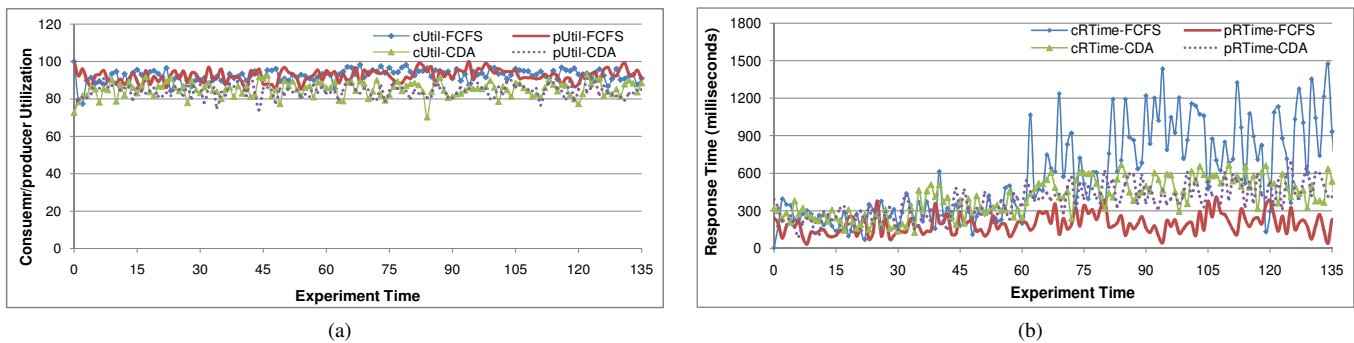 120
100
80
60
40
20
0
Consuemr/producer Utilization
cUtil-FCFS
pUtil-FCFS
cUtil-CDA
pUtil-CDA
0 15 30 45 60 75 90 105 120 135
Experiment Time
(a)
1800
1500
1200
900
600
300
0
Response Time (milliseconds)
cRTime-FCFS
pRTime-FCFS
cRTime-CDA
pRTime-CDA
0 15 30 45 60 75 90 105 120 135
Experiment Time
(b)